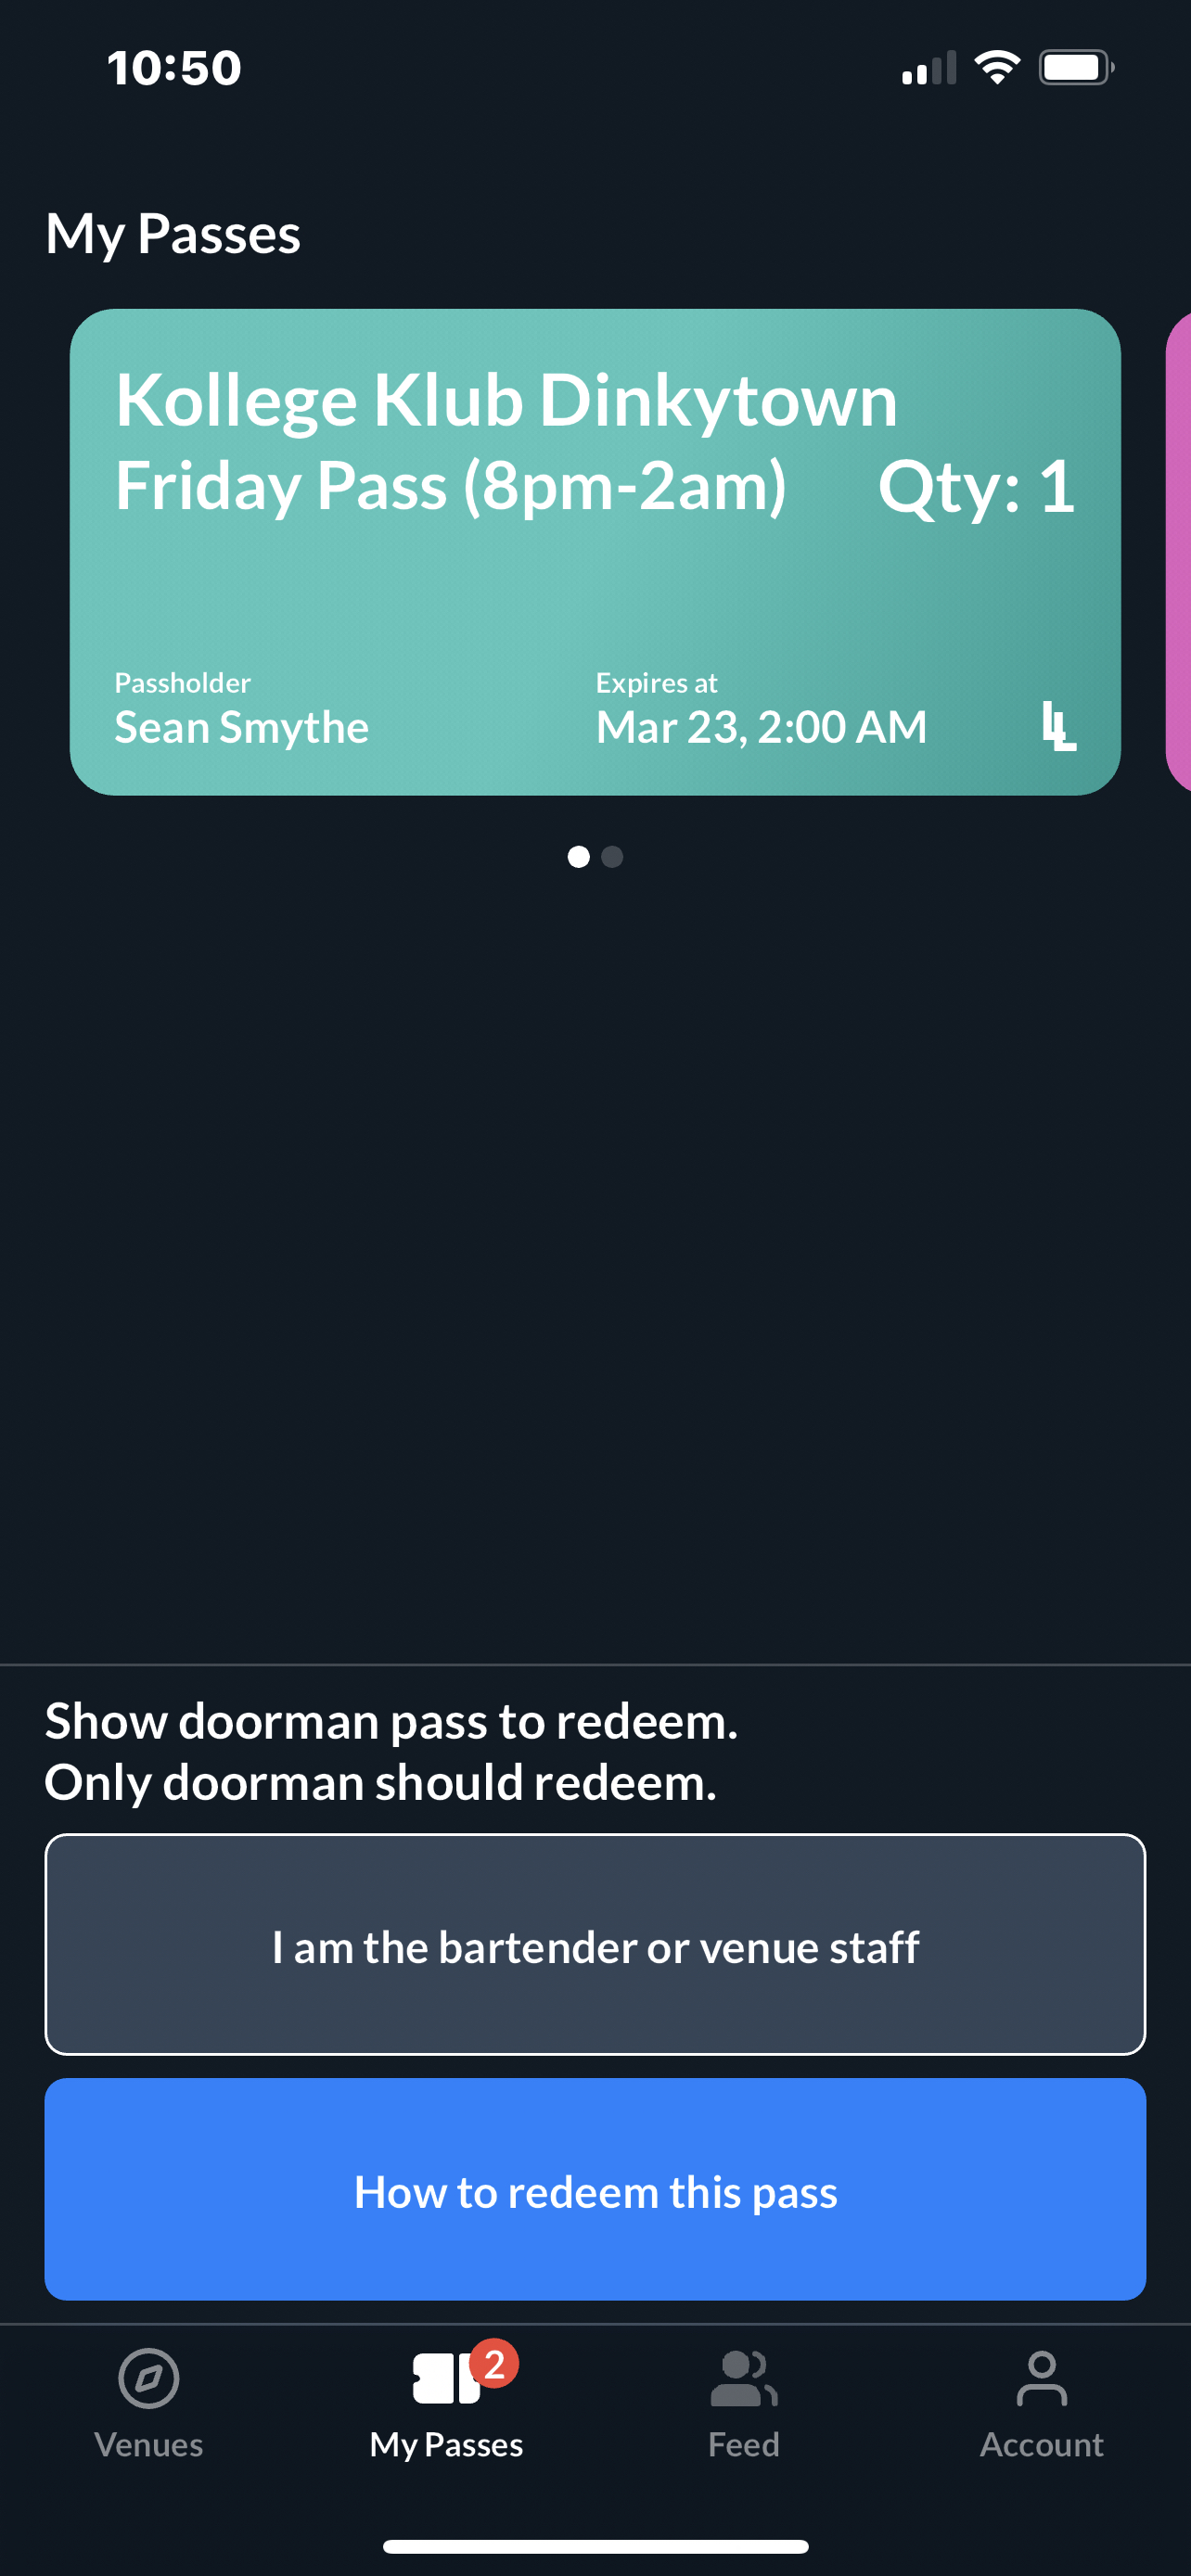 10:50
My Passes
Kollege Klub Dinkytown
Friday Pass (8pm-2am) Qty: 1
Passholder Expires at
Sean Smythe Mar 23, 2:00 AM
LL
Show doorman pass to redeem.
Only doorman should redeem.
I am the bartender or venue staff
How to redeem this pass
2
Venues My Passes Feed Account